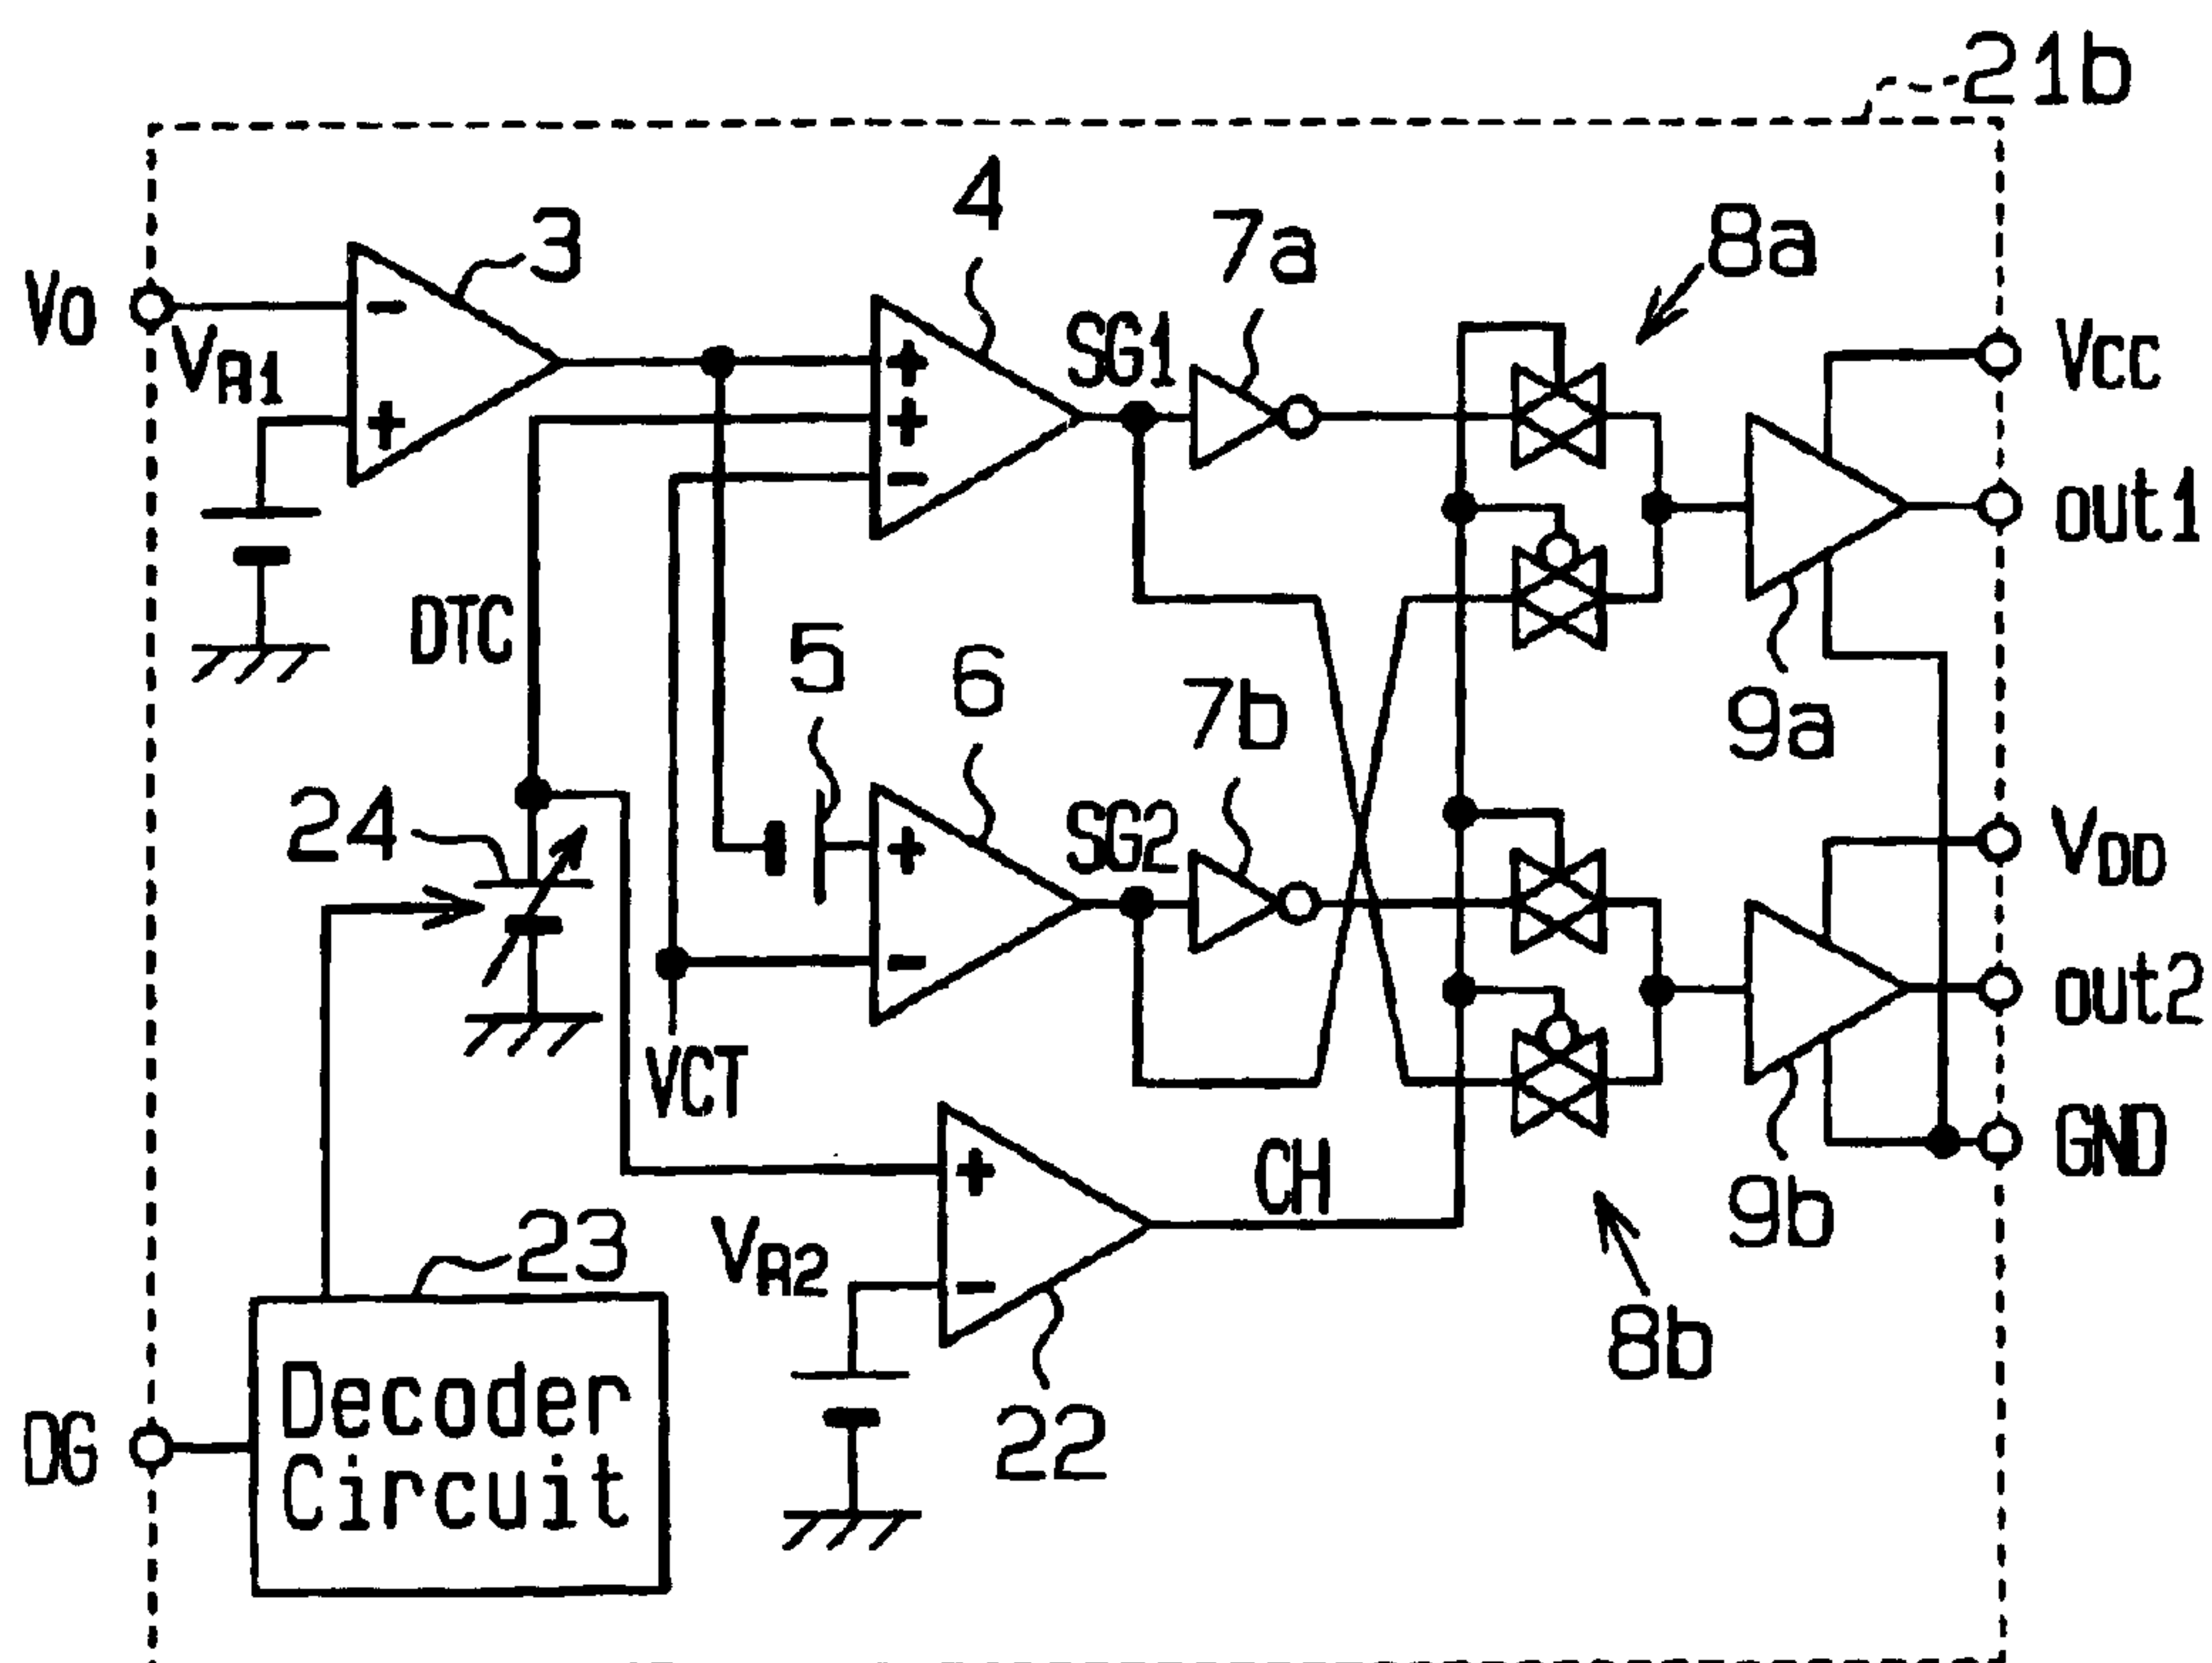 21b
4
3
7a
8a
VO
VR1
SG1
VCC
-
+
+
+
-
out1
DTC
5
6
7b
9a
24
SG2
VDD
+
-
out2
VCT
GND
CH
+
23
VR2
-
9b
8b
Decoder
Circuit
22
DG